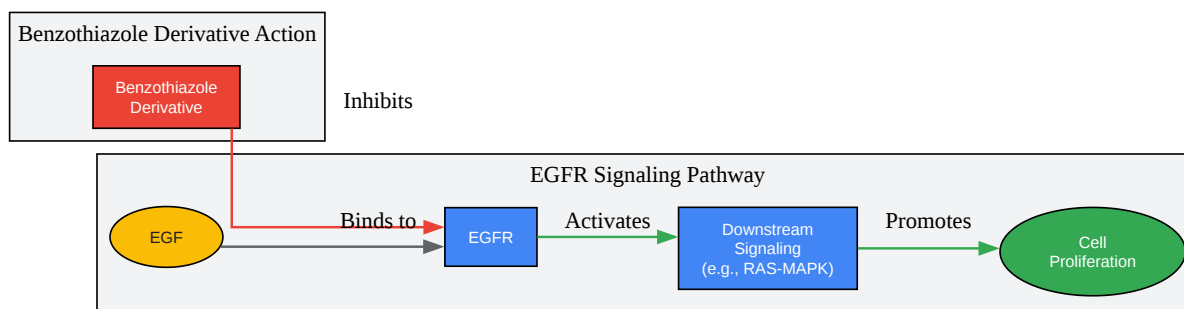 Benzothiazole Derivative Action
Benzothiazole
Derivative
Inhibits
EGFR Signaling Pathway
EGF
Binds to
EGFR
Activates
Downstream
Signaling
(e.g., RAS-MAPK)
Promotes
Cell
Proliferation